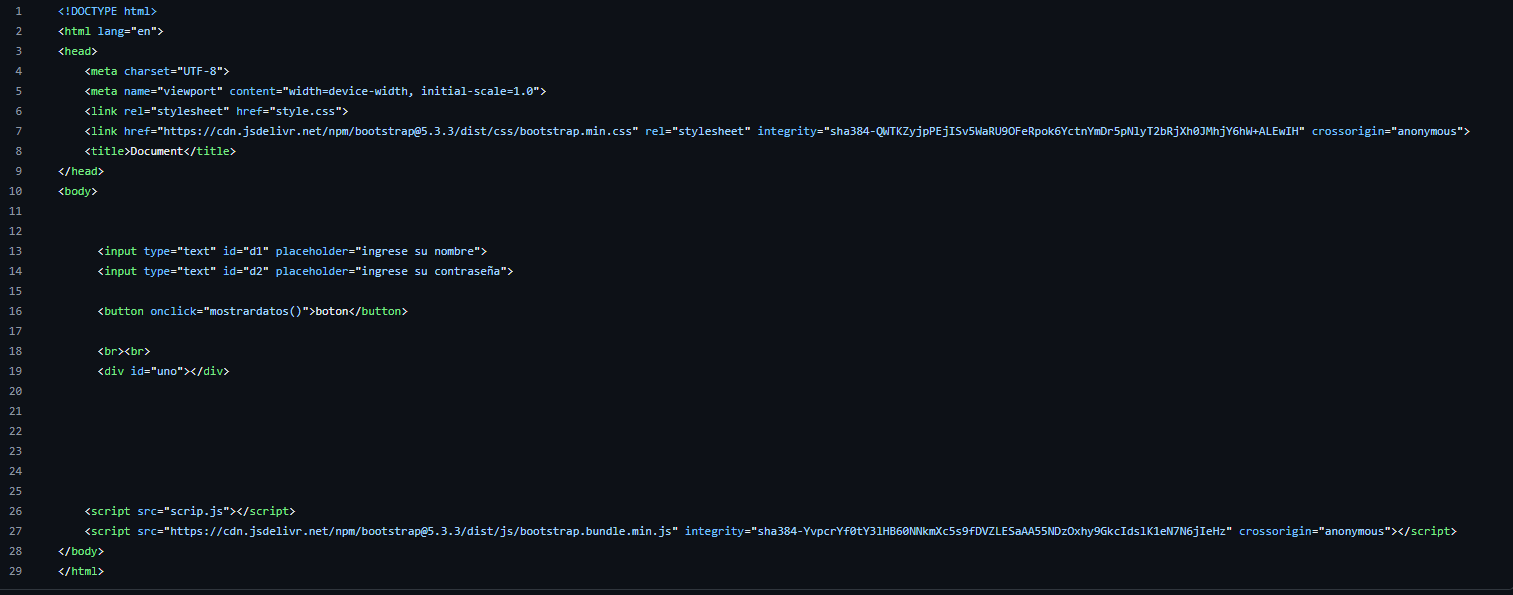 1 <!DOCTYPE html>
2 <html lang="en">
3 <head>
4 <meta charset="UTF-8">
5 <meta name="viewport" content="width=device-width, initial-scale=1.0">
6 <link rel="stylesheet" href="style.css">
7 <link href="https://cdn.jsdelivr.net/npm/bootstrap@5.3.3/dist/css/bootstrap.min.css" rel="stylesheet" integrity="sha384-QWTKZyjpPEjISv5WaRU9OFeRpok6YctnYmDr5pNlyT2bRjXh0JMhjY6hW+ALEwIH" crossorigin="anonymous">
8 <title>Document</title>
9 </head>
10 <body>
11
12
13 <input type="text" id="d1" placeholder="ingrese su nombre">
14 <input type="text" id="d2" placeholder="ingrese su contraseña">
15
16 <button onclick="mostrardatos()">boton</button>
17
18 <br><br>
19 <div id="uno"></div>
20
21
22
23
24
25
26 <script src="scrip.js"></script>
27 <script src="https://cdn.jsdelivr.net/npm/bootstrap@5.3.3/dist/js/bootstrap.bundle.min.js" integrity="sha384-YvpcrYf0tY3lHB60NNkmXc5s9fDVZLESaAA55NDzOxhy9GkcIdslK1eN7N6jIeHz" crossorigin="anonymous"></script>
28 </body>
29 </html>